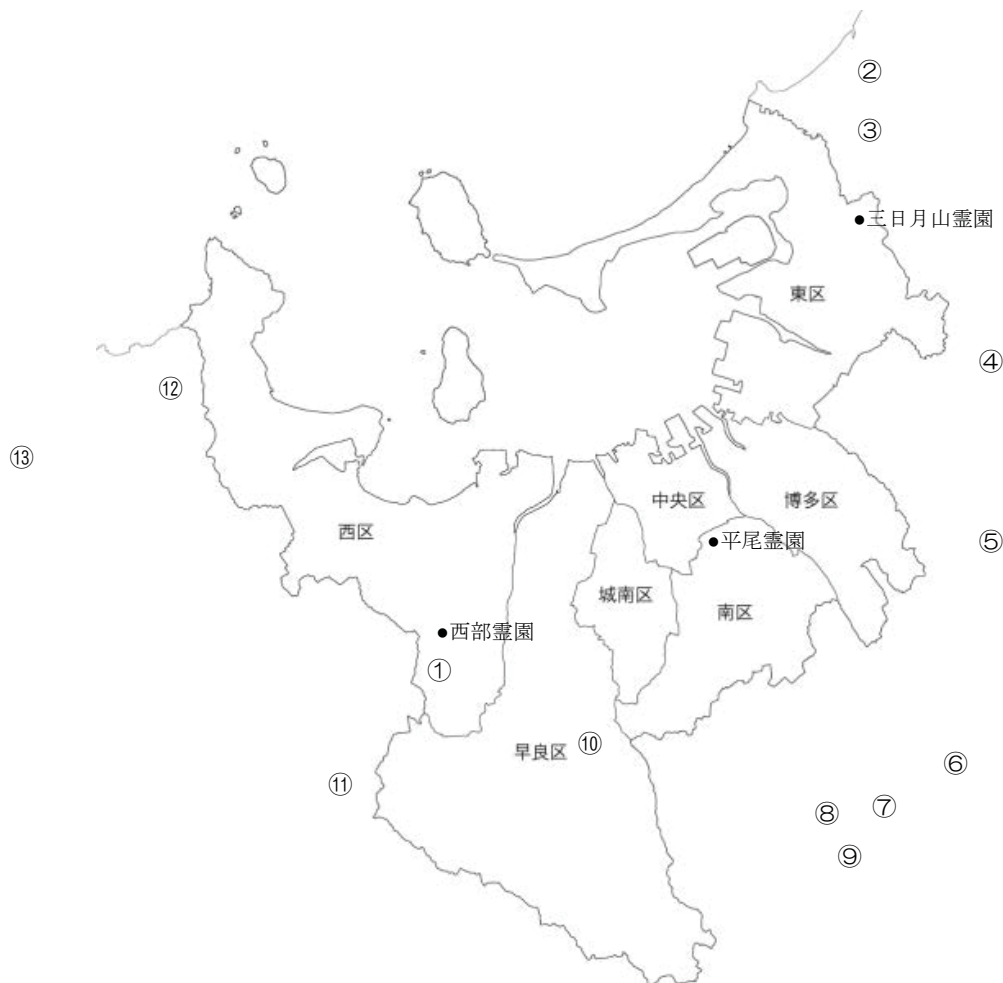 ②
③
●三日月山霊園
東区
④
⑫
⑬
中央区
博多区
西区
●平尾霊園
⑤
城南区
南区
●西部霊園
①
早良区
⑩
⑥
⑪
⑧
⑦
⑨